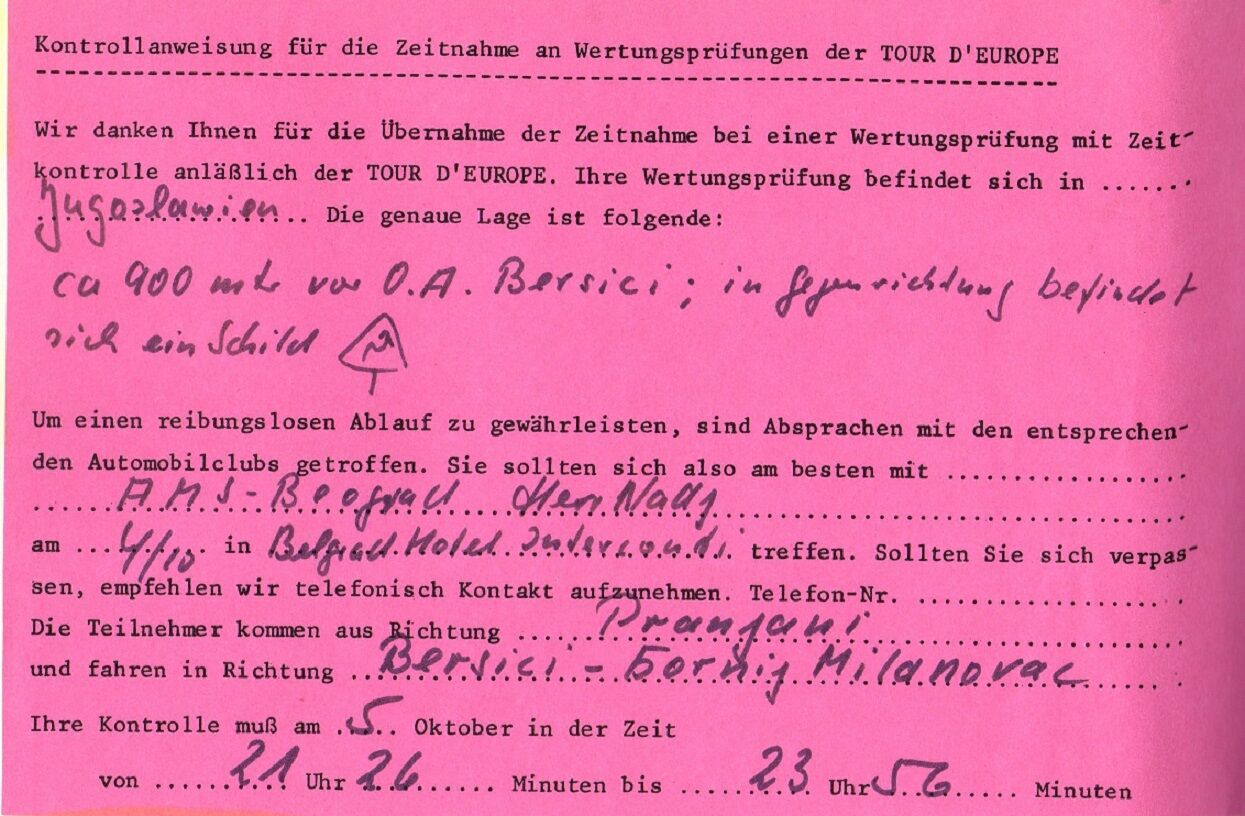 Kontrollanweisung für die Zeitnahme an Wertungsprüfungen der TOUR D'EUROPE
Wir danken Ihnen für die Übernahme der Zeitnahme bei einer Wertungsprüfung mit Zeit-
kontrolle anläßlich der TOUR D'EUROPE. Ihre Wertungsprüfung befindet sich in .......
Jugoslawien.. Die genaue Lage ist folgende:
ca 900 mtr vor O.A. Bersici; in Gegenrichtung befindet
sich ein Schild
Um einen reibungslosen Ablauf zu gewährleisten, sind Absprachen mit den entsprechen-
den Automobilclubs getroffen. Sie sollten sich also am besten mit .................
AMS-Beograd Herr Nady
am ... 4/10. in Belgrad Hotel Interconti. treffen. Sollten Sie sich verpas-
sen, empfehlen wir telefonisch Kontakt aufzunehmen. Telefon-Nr. ...................
Die Teilnehmer kommen aus Richtung ...... Pranjani
und fahren in Richtung .. Bersici - Gornij Milanovac
Ihre Kontrolle muß am .5.. Oktober in der Zeit
von ...... 21 Uhr 26 ...... Minuten bis ...... 23 Uhr 56 ..... Minuten